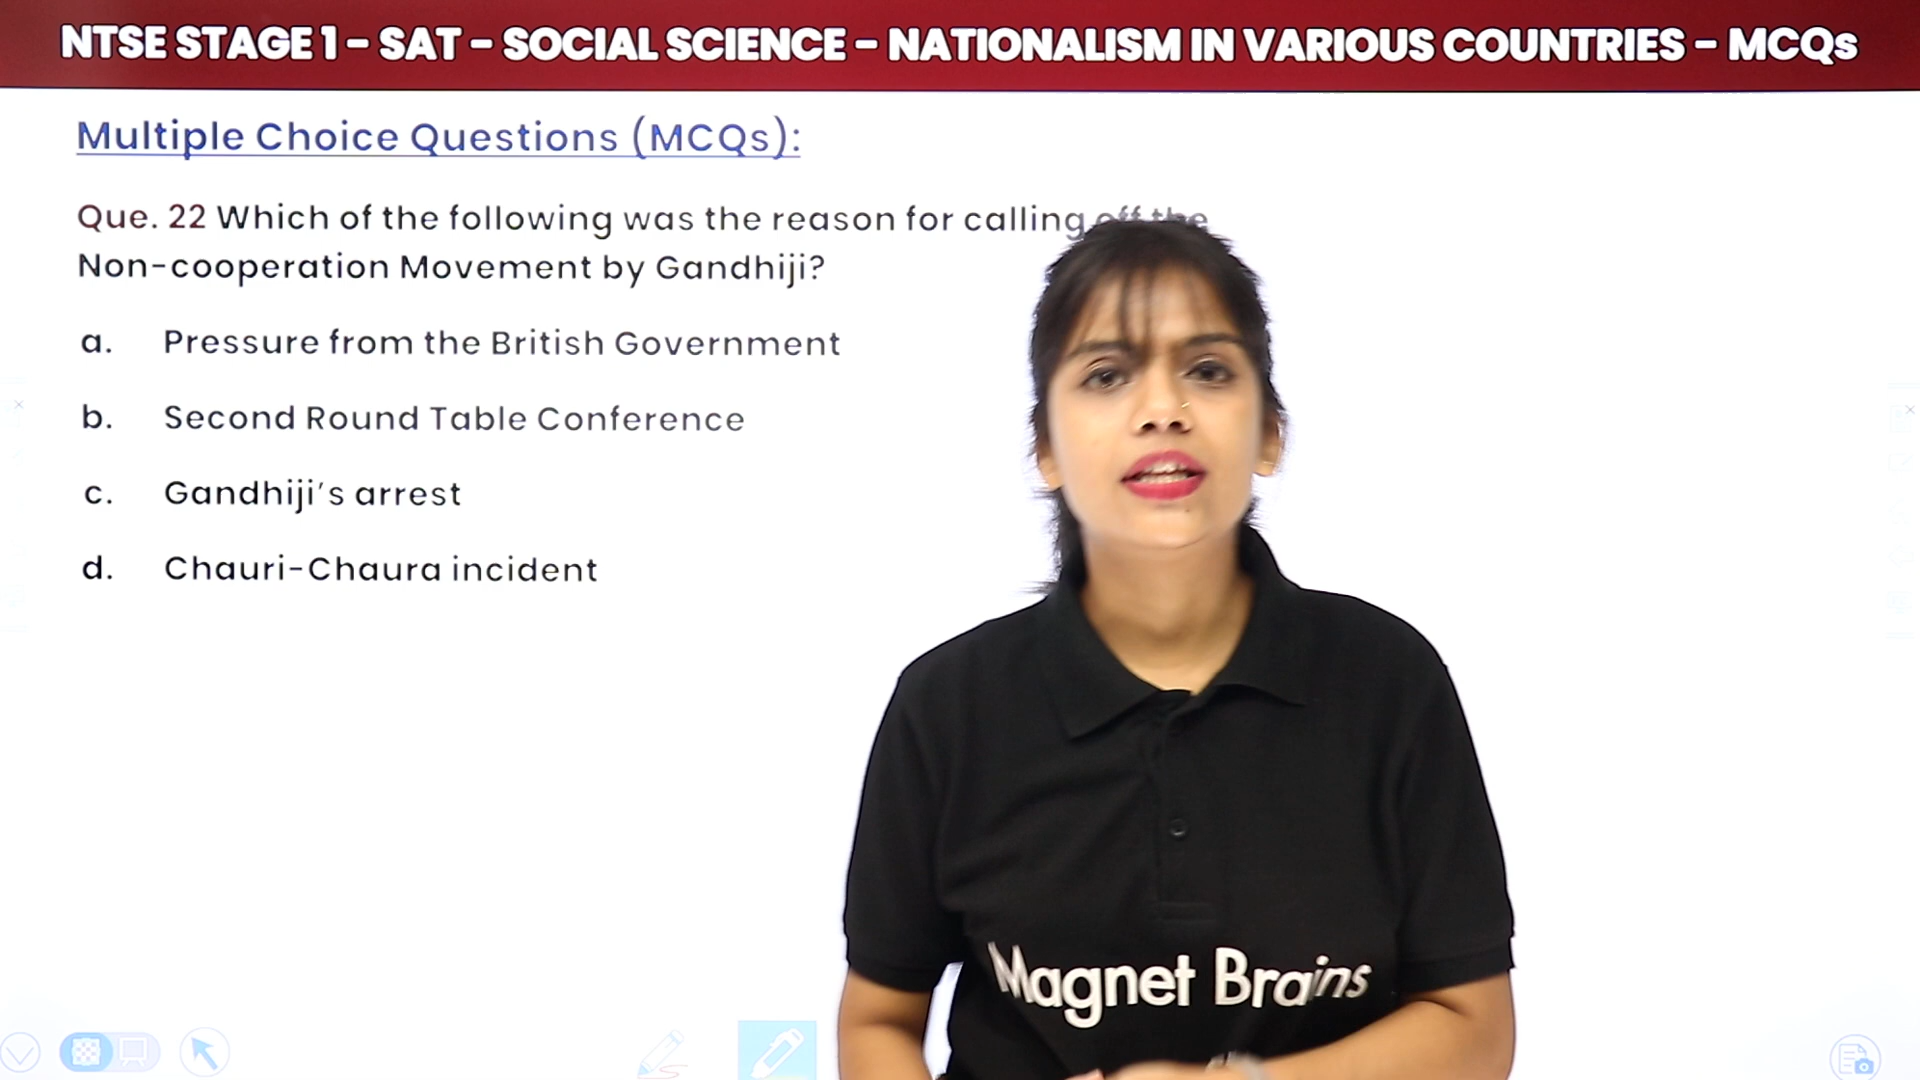 NTSE STAGE 1 - SAT - SOCIAL SCIENCE - NATIONALISM IN VARIOUS COUNTRIES - MCQs
Multiple Choice Questions (MCQs):
Que. 22 Which of the following was the reason for calling off the
Non-cooperation Movement by Gandhiji?
a. Pressure from the British Government
b. Second Round Table Conference
c. Gandhiji's arrest
d. Chauri-Chaura incident
Magnet Brains